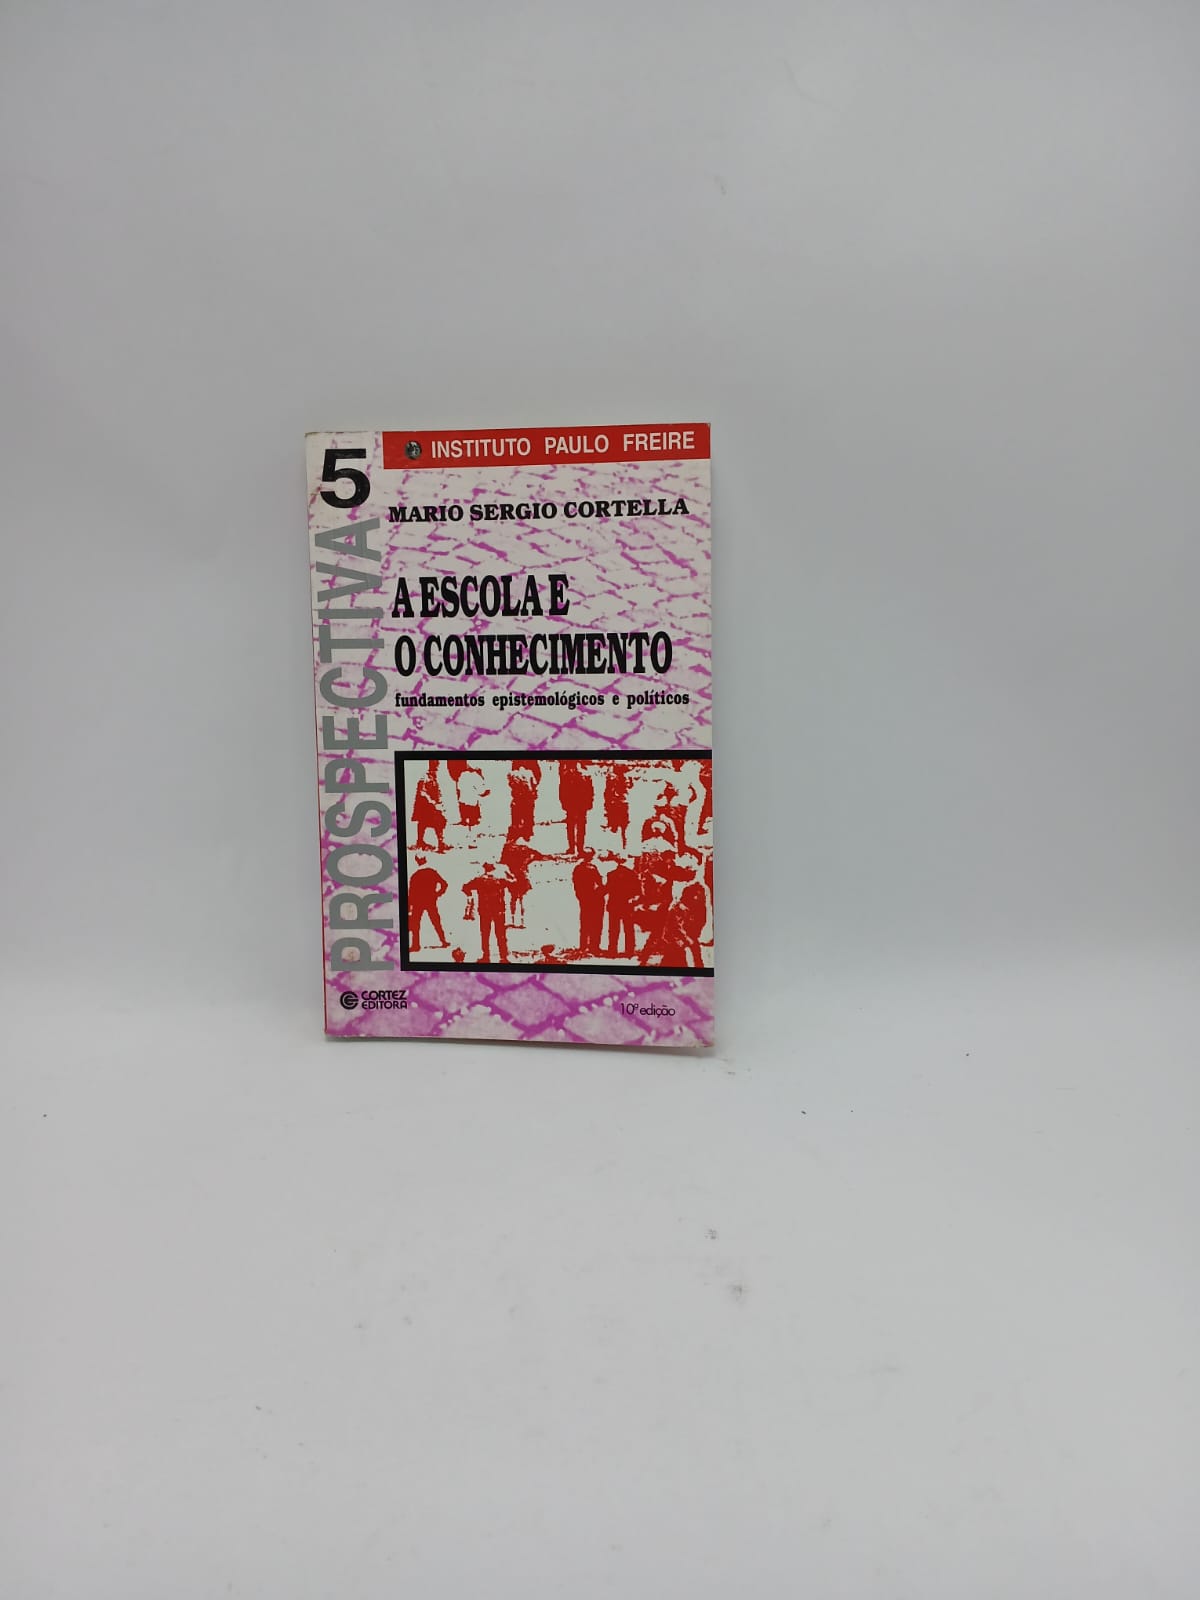 5
INSTITUTO PAULO FREIRE
MARIO SERGIO CORTELLA
A ESCOLA E
O CONHECIMENTO
fundamentos epistemológicos e políticos
PROSPECTIVA
CORTEZ
EDITORA
10ª edição